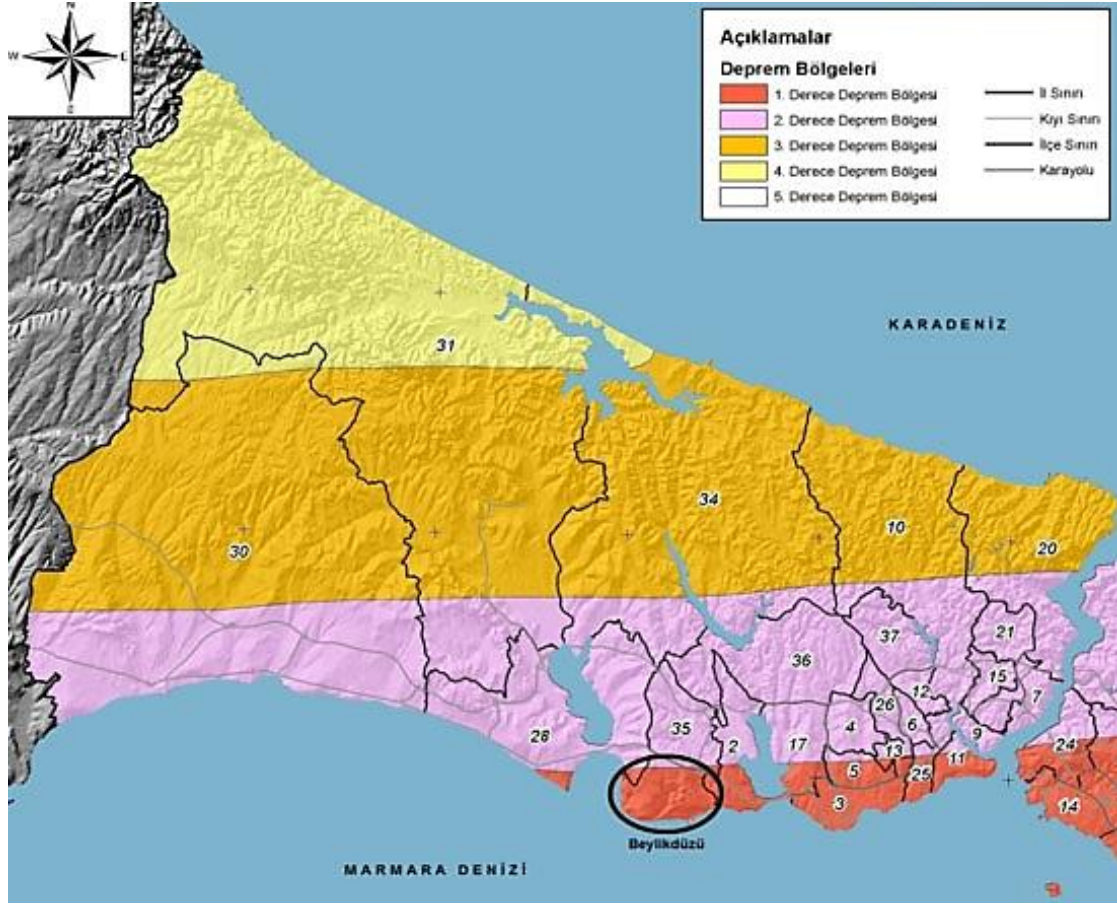 N
W
E
S
Açıklamalar
Deprem Bölgeleri
1. Derece Deprem Bölgesi
2. Derece Deprem Bölgesi
3. Derece Deprem Bölgesi
4. Derece Deprem Bölgesi
5. Derece Deprem Bölgesi
İl Sınırı
Kıyı Sınırı
İlçe Sınırı
Karayolu
KARADENİZ
31
34
10
30
20
21
37
36
15
7
12
26
6
4
9
35
28
2
17
13
11
24
5
25
3
14
Beylikdüzü
MARMARA DENİZİ